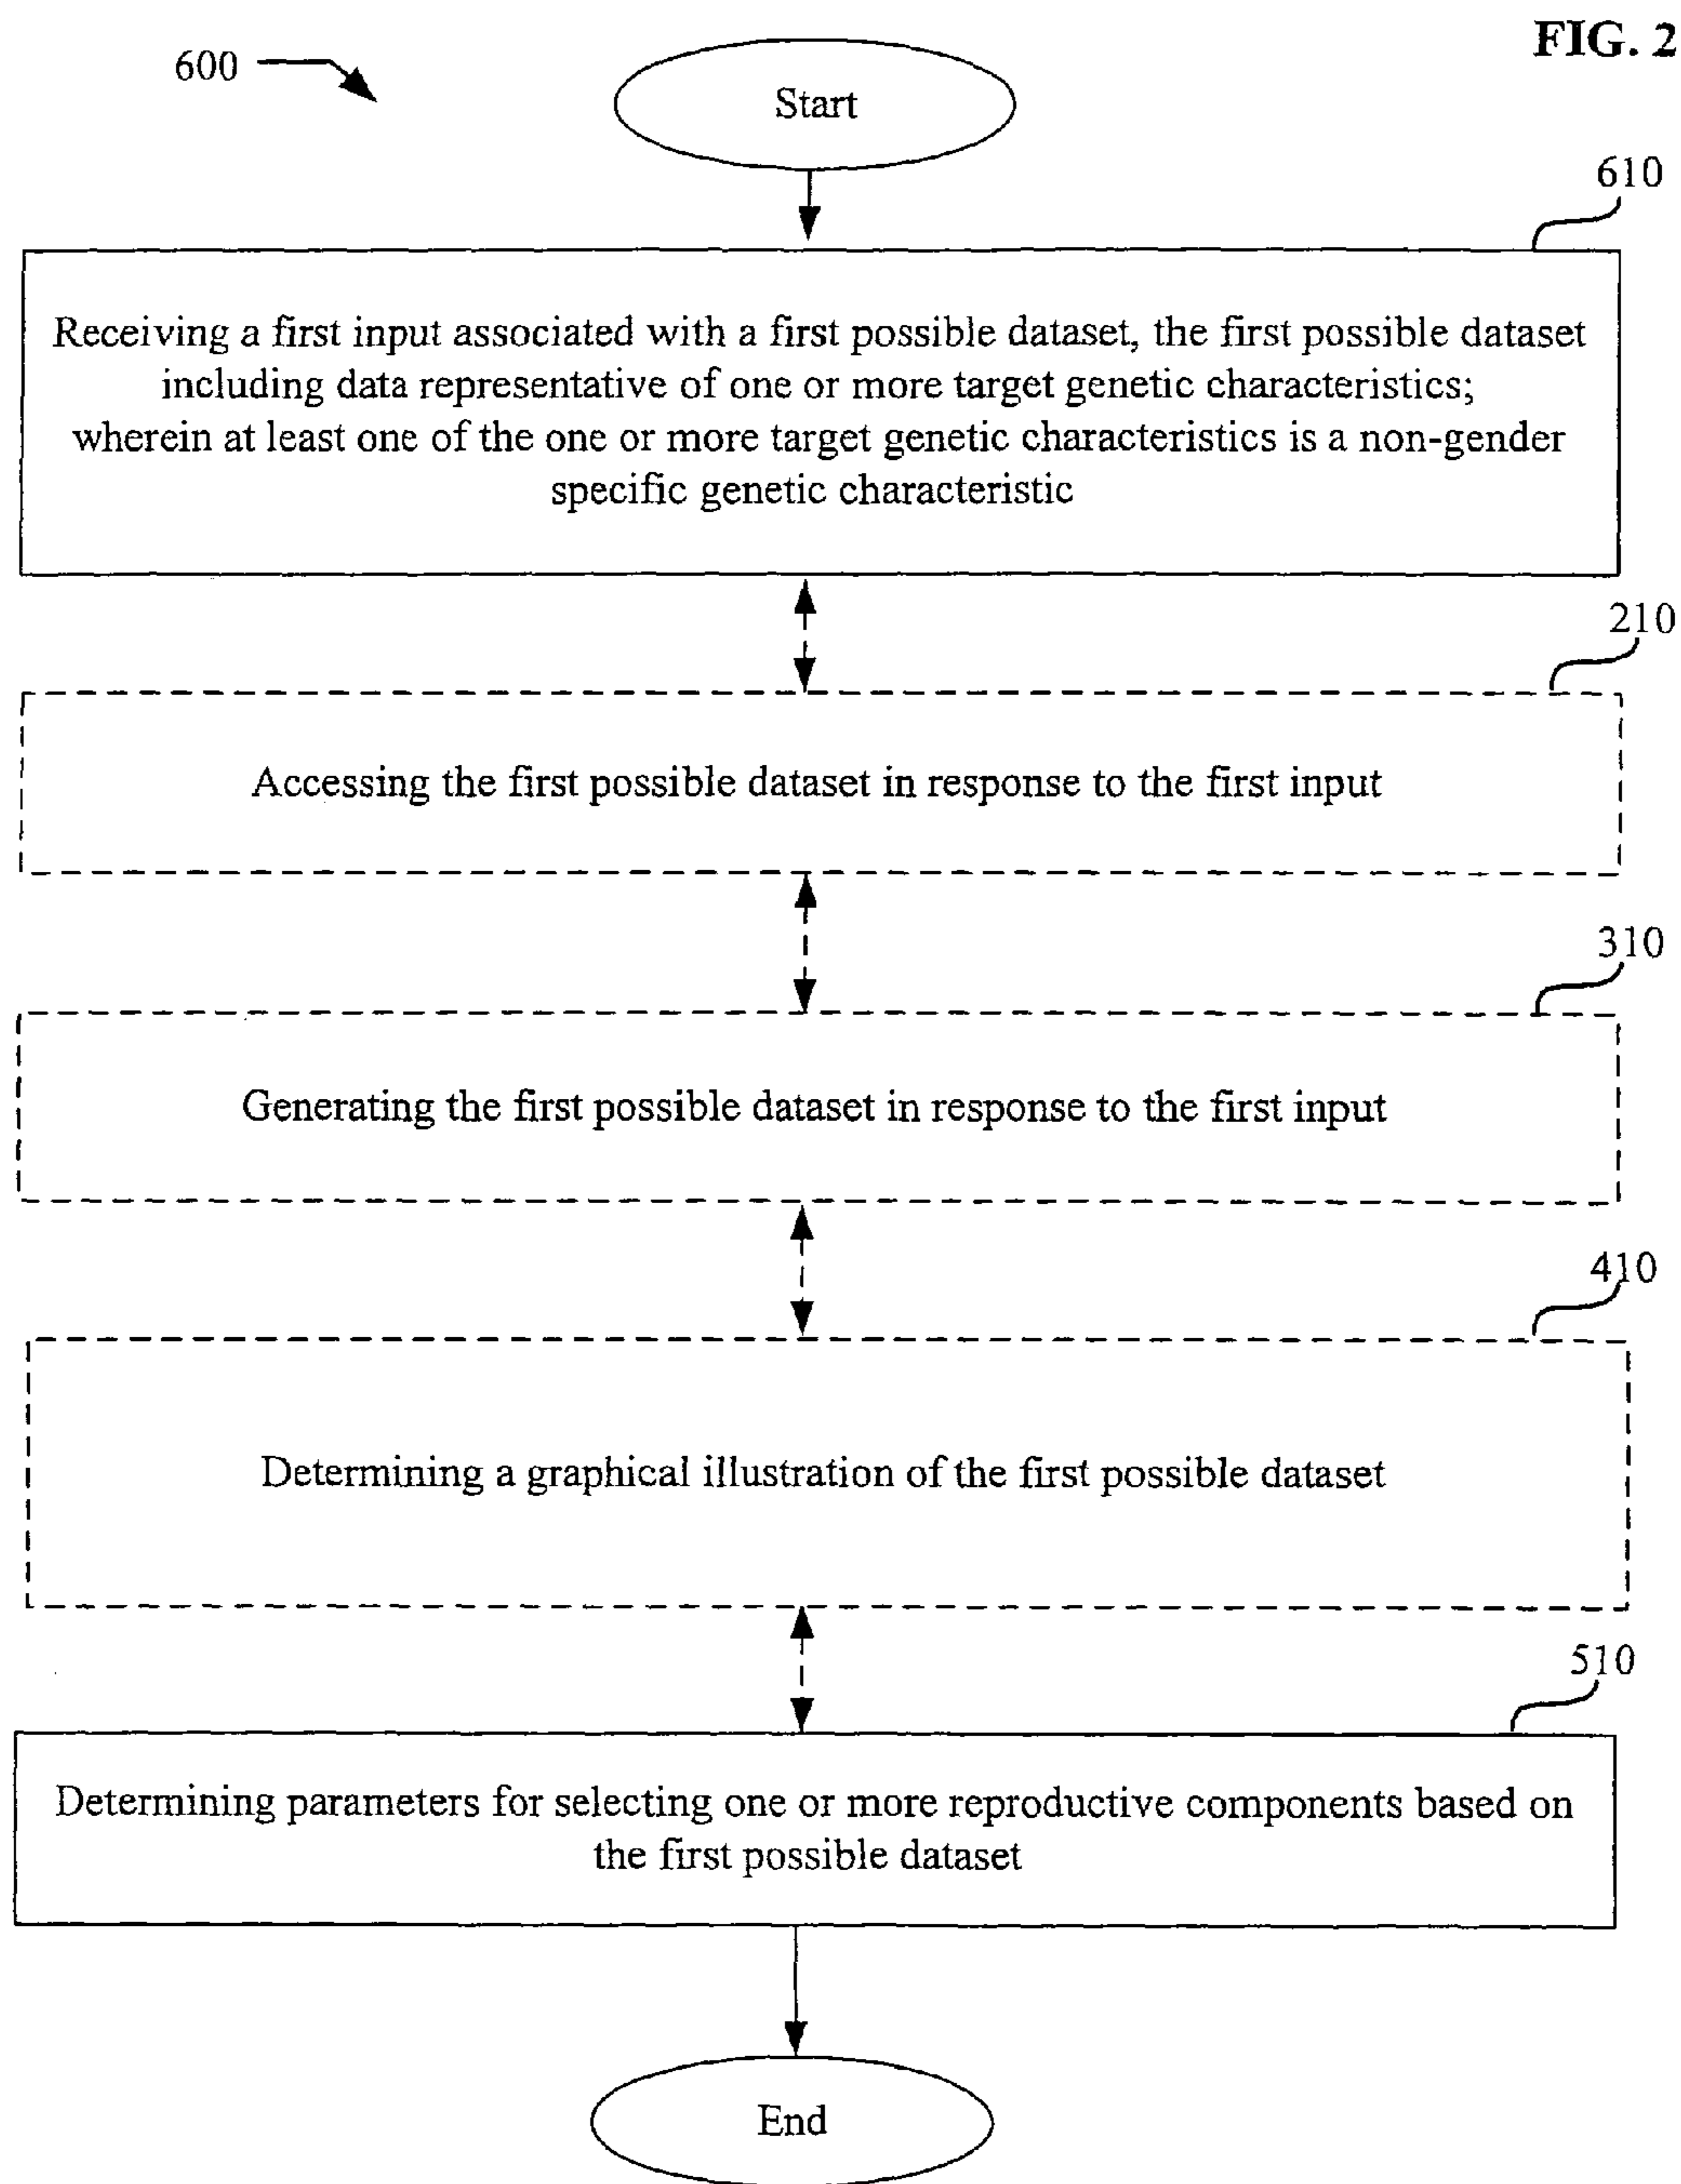 FIG. 2
600
Start
610
Receiving a first input associated with a first possible dataset, the first possible dataset
including data representative of one or more target genetic characteristics;
wherein at least one of the one or more target genetic characteristics is a non-gender
specific genetic characteristic
210
Accessing the first possible dataset in response to the first input
310
Generating the first possible dataset in response to the first input
410
Determining a graphical illustration of the first possible dataset
510
Determining parameters for selecting one or more reproductive components based on
the first possible dataset
End